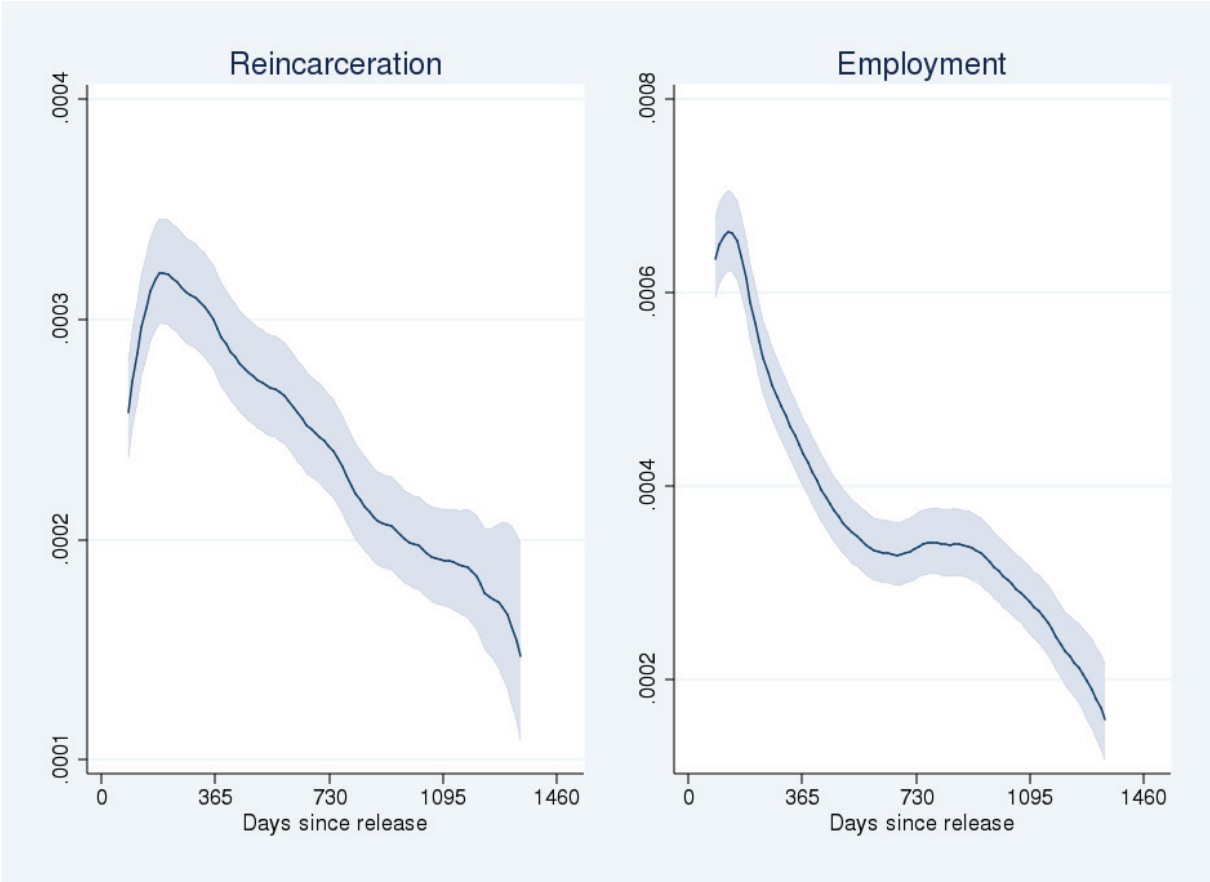 Reincarceration
.0004
.0003
.0002
.0001
0 365 730 1095 1460
Days since release
Employment
.0008
.0006
.0004
.0002
0 365 730 1095 1460
Days since release